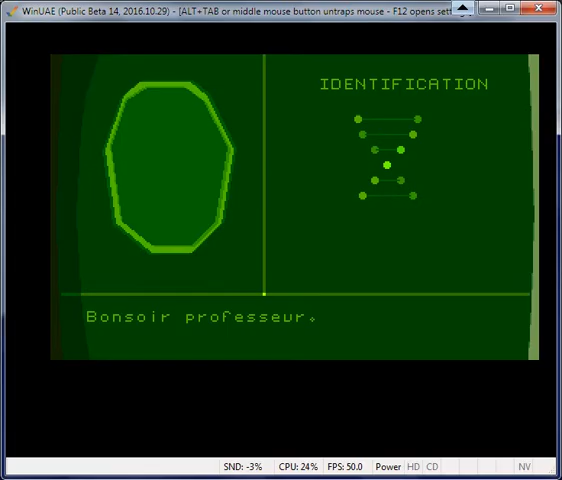 WinUAE (Public Beta 14, 2016.10.29) - [ALT+TAB or middle mouse button untraps mouse - F12 opens sett
IDENTIFICATION
Bonsoir professeur.
SND: -3% CPU: 24% FPS: 50.0 Power HD CD NV